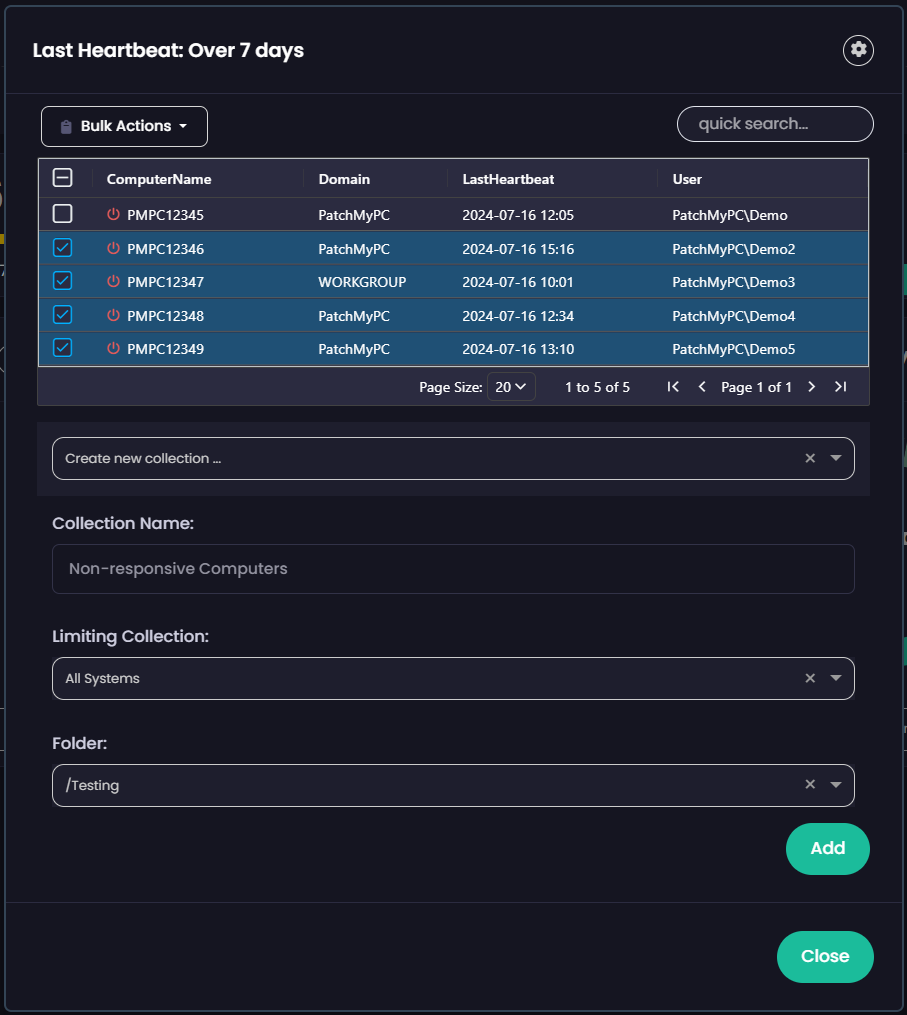 Last Heartbeat: Over 7 days
Bulk Actions
quick search...
ComputerName Domain LastHeartbeat User
PMPC12345 PatchMyPC 2024-07-16 12:05 PatchMyPC\Demo
PMPC12346 PatchMyPC 2024-07-16 15:16 PatchMyPC\Demo2
PMPC12347 WORKGROUP 2024-07-16 10:01 PatchMyPC\Demo3
PMPC12348 PatchMyPC 2024-07-16 12:34 PatchMyPC\Demo4
PMPC12349 PatchMyPC 2024-07-16 13:10 PatchMyPC\Demo5
Page Size: 20 1 to 5 of 5 Page 1 of 1
Create new collection ...
Collection Name:
Non-responsive Computers
Limiting Collection:
All Systems
Folder:
/Testing
Add
Close